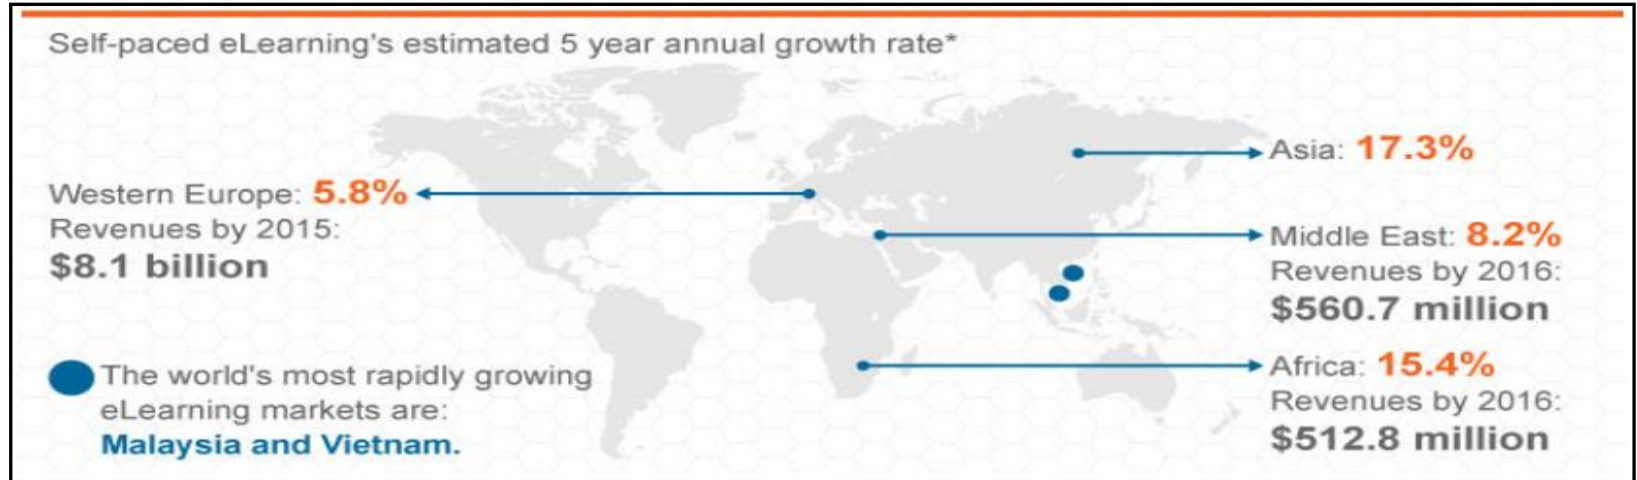 Self-paced eLearning's estimated 5 year annual growth rate*
Western Europe: 5.8%
Revenues by 2015:
$8.1 billion
The world's most rapidly growing
eLearning markets are:
Malaysia and Vietnam.
Asia: 17.3%
Middle East: 8.2%
Revenues by 2016:
$560.7 million
Africa: 15.4%
Revenues by 2016:
$512.8 million